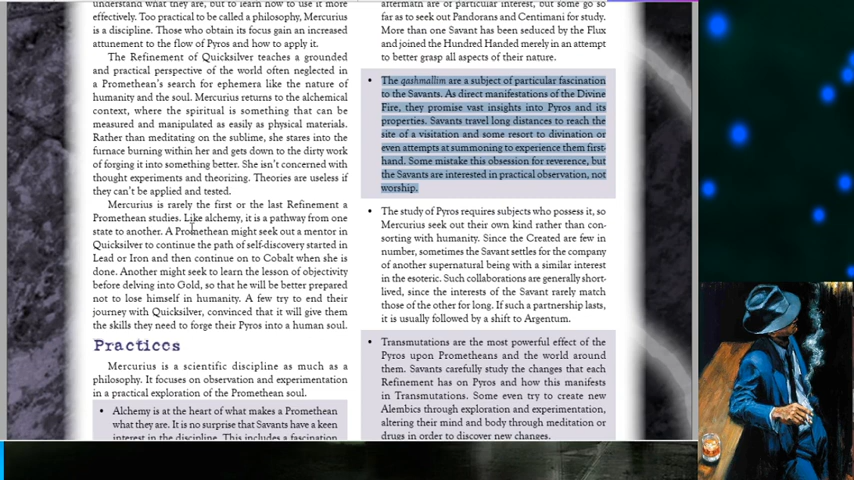 understand what they are, but to learn how to use it more
effectively. Too practical to be called a philosophy, Mercurius
is a discipline. Those who obtain its focus gain an increased
attunement to the flow of Pyros and how to apply it.
The Refinement of Quicksilver teaches a grounded
and practical perspective of the world often neglected in
a Promethean's search for ephemera like the nature of
humanity and the soul. Mercurius returns to the alchemical
context, where the spiritual is something that can be
measured and manipulated as easily as physical materials.
Rather than meditating on the sublime, she stares into the
furnace burning within her and gets down to the dirty work
of forging it into something better. She isn't concerned with
thought experiments and theorizing. Theories are useless if
they can't be applied and tested.
Mercurius is rarely the first or the last Refinement a
Promethean studies. Like alchemy, it is a pathway from one
state to another. A Promethean might seek out a mentor in
Quicksilver to continue the path of self-discovery started in
Lead or Iron and then continue on to Cobalt when she is
done. Another might seek to learn the lesson of objectivity
before delving into Gold, so that he will be better prepared
not to lose himself in humanity. A few try to end their
journey with Quicksilver, convinced that it will give them
the skills they need to forge their Pyros into a human soul.
Practices
Mercurius is a scientific discipline as much as a
philosophy. It focuses on observation and experimentation
in a practical exploration of the Promethean soul.
• Alchemy is at the heart of what makes a Promethean
what they are. It is no surprise that Savants have a keen
interest in the discipline. This includes a fascination
aftermath are of particular interest, but some go so
far as to seek out Pandorans and Centimani for study.
More than one Savant has been seduced by the Flux
and joined the Hundred Handed merely in an attempt
to better grasp all aspects of their nature.
• The qashmallim are a subject of particular fascination
to the Savants. As direct manifestations of the Divine
Fire, they promise vast insights into Pyros and its
properties. Savants travel long distances to reach the
site of a visitation and some resort to divination or
even attempts at summoning to experience them first-
hand. Some mistake this obsession for reverence, but
the Savants are interested in practical observation, not
worship.
• The study of Pyros requires subjects who possess it, so
Mercurius seek out their own kind rather than con-
sorting with humanity. Since the Created are few in
number, sometimes the Savant settles for the company
of another supernatural being with a similar interest
in the esoteric. Such collaborations are generally short-
lived, since the interests of the Savant rarely match
those of the other for long. If such a partnership lasts,
it is usually followed by a shift to Argentum.
• Transmutations are the most powerful effect of the
Pyros upon Prometheans and the world around
them. Savants carefully study the changes that each
Refinement has on Pyros and how this manifests
in Transmutations. Some even try to create new
Alembics through exploration and experimentation,
altering their mind and body through meditation or
drugs in order to discover new changes.